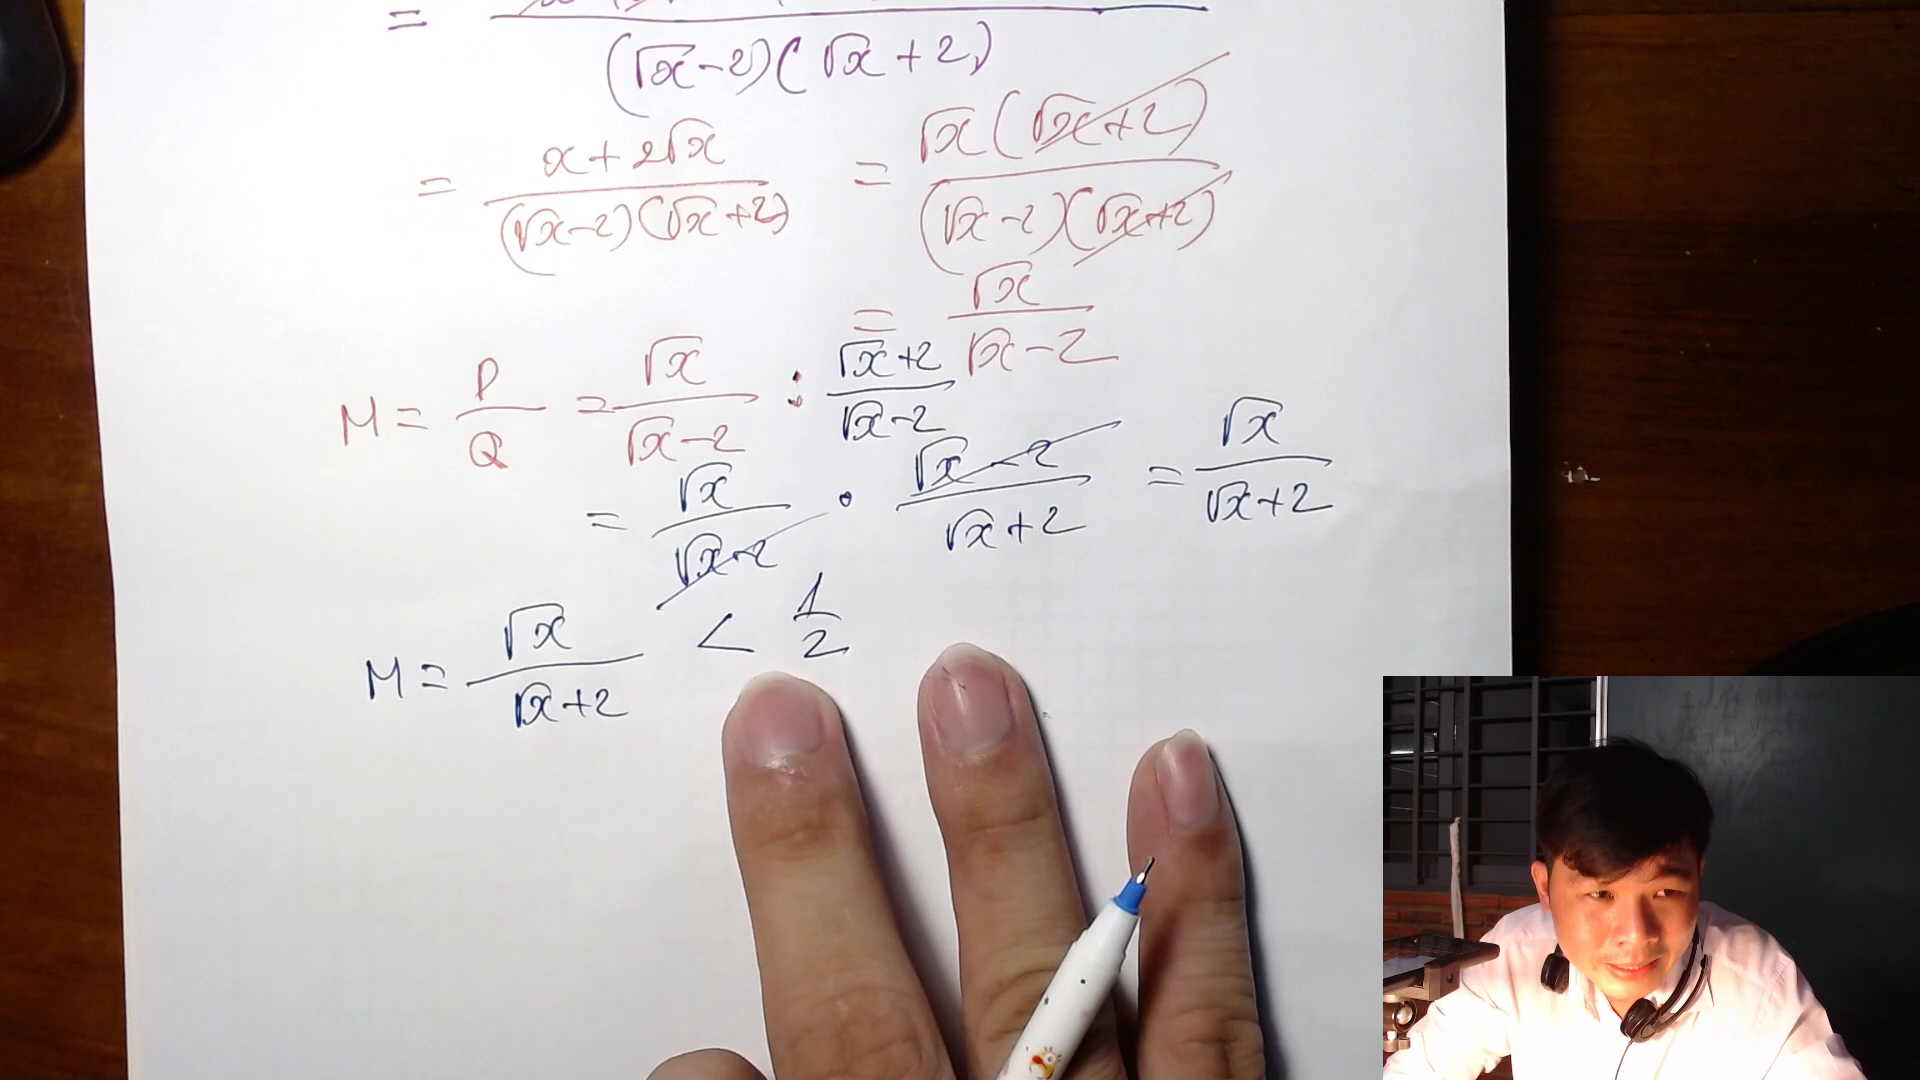 = / (√x-2)(√x+2)
= (x+2√x) / ((√x-2)(√x+2)) = (√x(√x+2)) / ((√x-2)(√x+2))
= √x / (√x-2)
M = P/Q = √x / (√x-2) : (√x+2) / (√x-2)
= √x / (√x-2) · (√x-2) / (√x+2) = √x / (√x+2)
M = √x / (√x+2) < 1/2